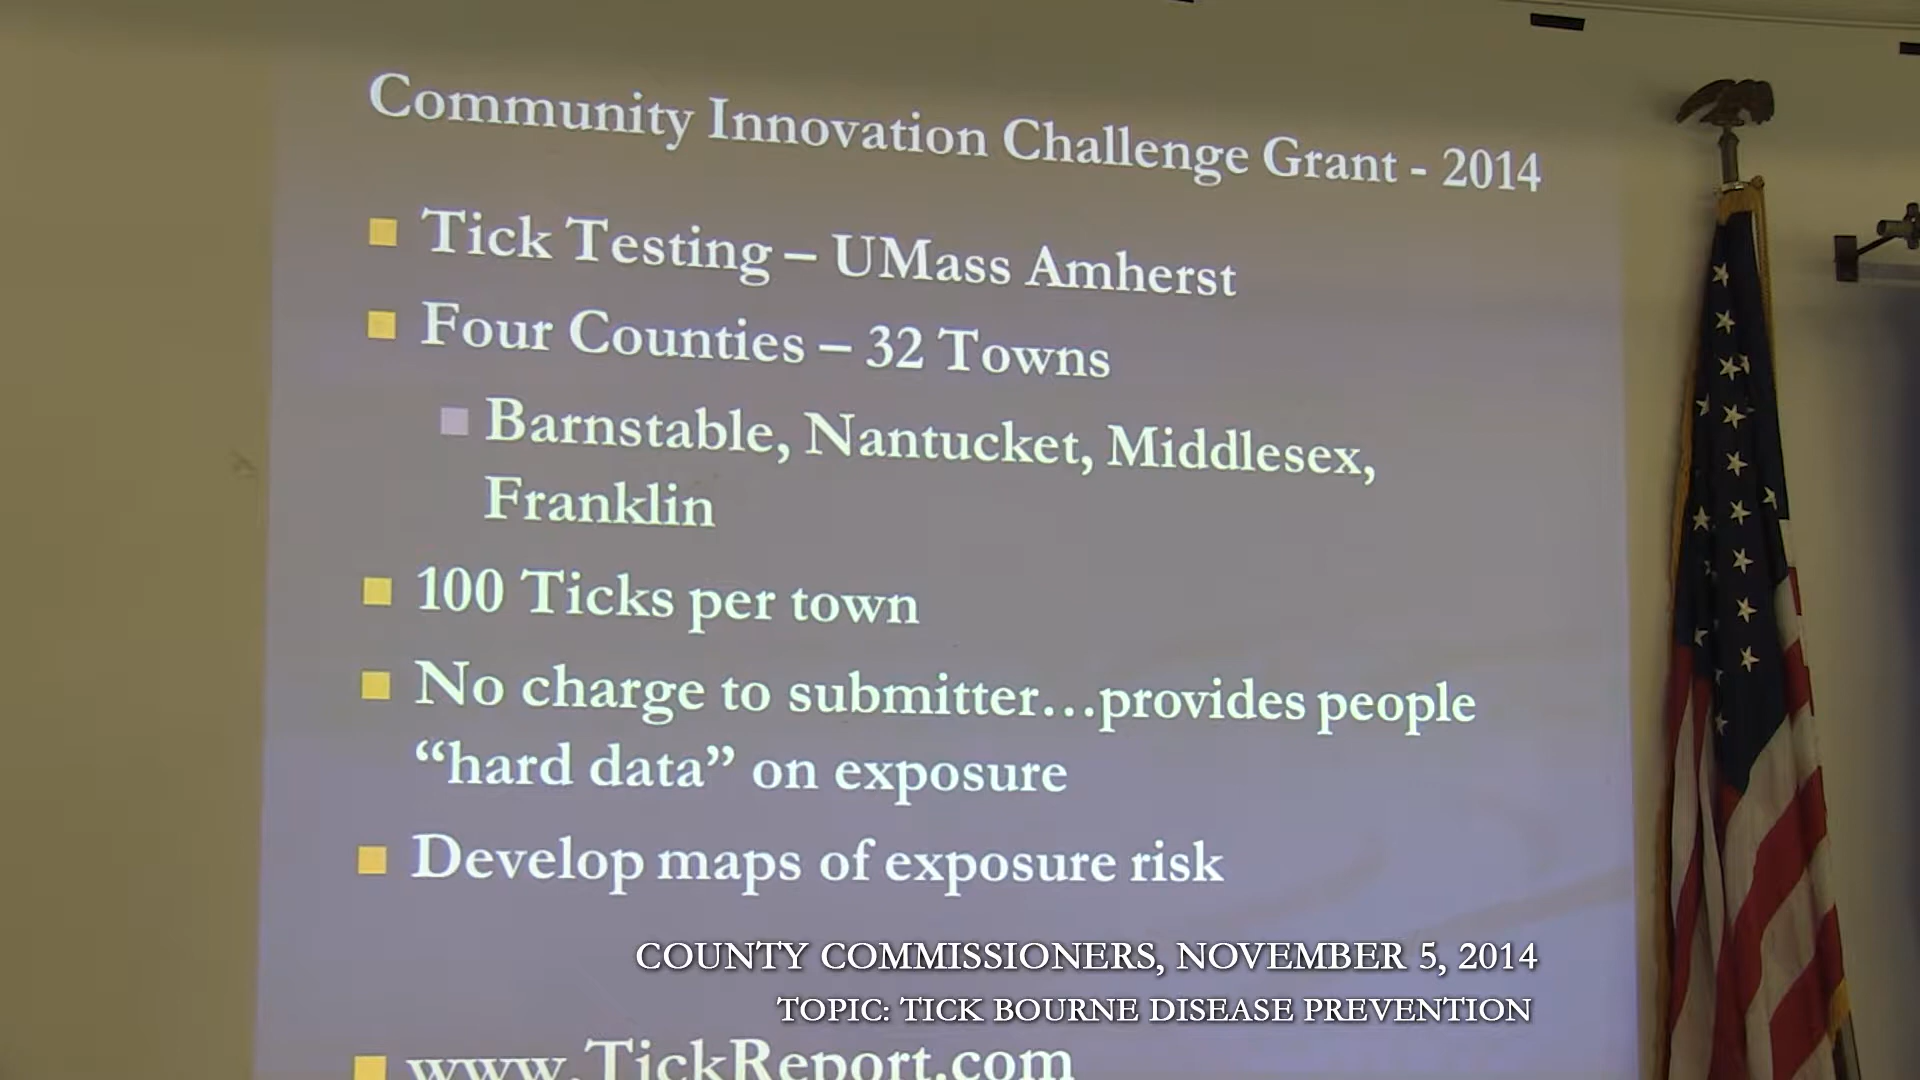 Community Innovation Challenge Grant - 2014
Tick Testing – UMass Amherst
Four Counties – 32 Towns
Barnstable, Nantucket, Middlesex,
Franklin
100 Ticks per town
No charge to submitter…provides people
“hard data” on exposure
Develop maps of exposure risk
COUNTY COMMISSIONERS, NOVEMBER 5, 2014
TOPIC: TICK BOURNE DISEASE PREVENTION
www.TickReport.com